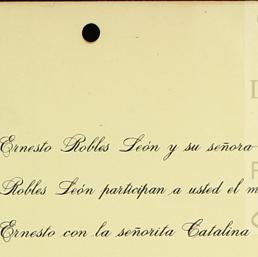 Ernesto Robles León y su señora
Robles León participan a usted el m
Ernesto con la señorita Catalina